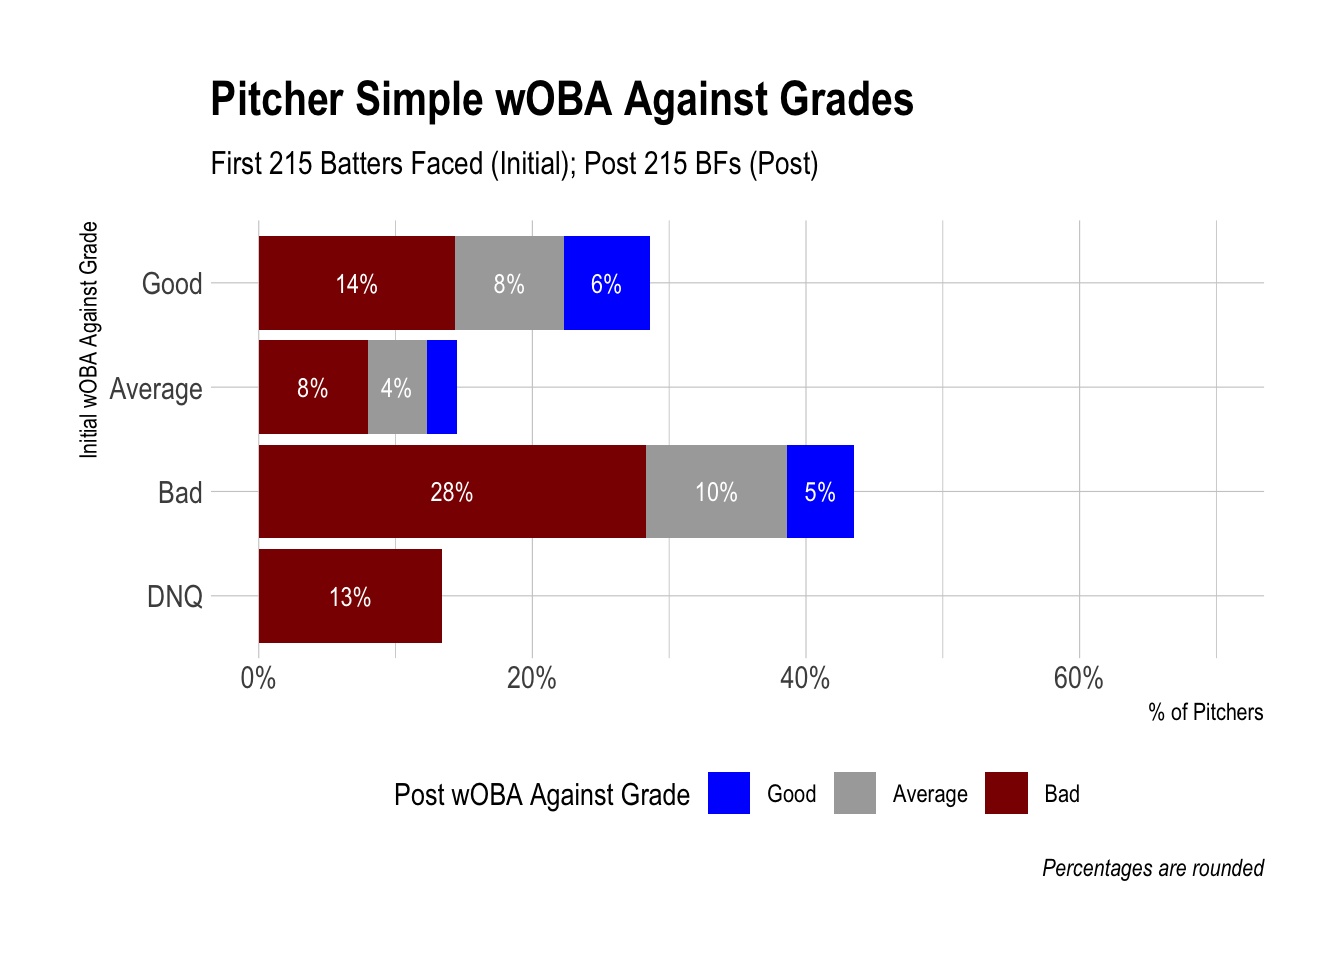 Pitcher Simple wOBA Against Grades
First 215 Batters Faced (Initial); Post 215 BFs (Post)
Initial wOBA Against Grade
Good 14% 8% 6%
Average 8% 4%
Bad 28% 10% 5%
DNQ 13%
0% 20% 40% 60%
% of Pitchers
Post wOBA Against Grade Good Average Bad
Percentages are rounded